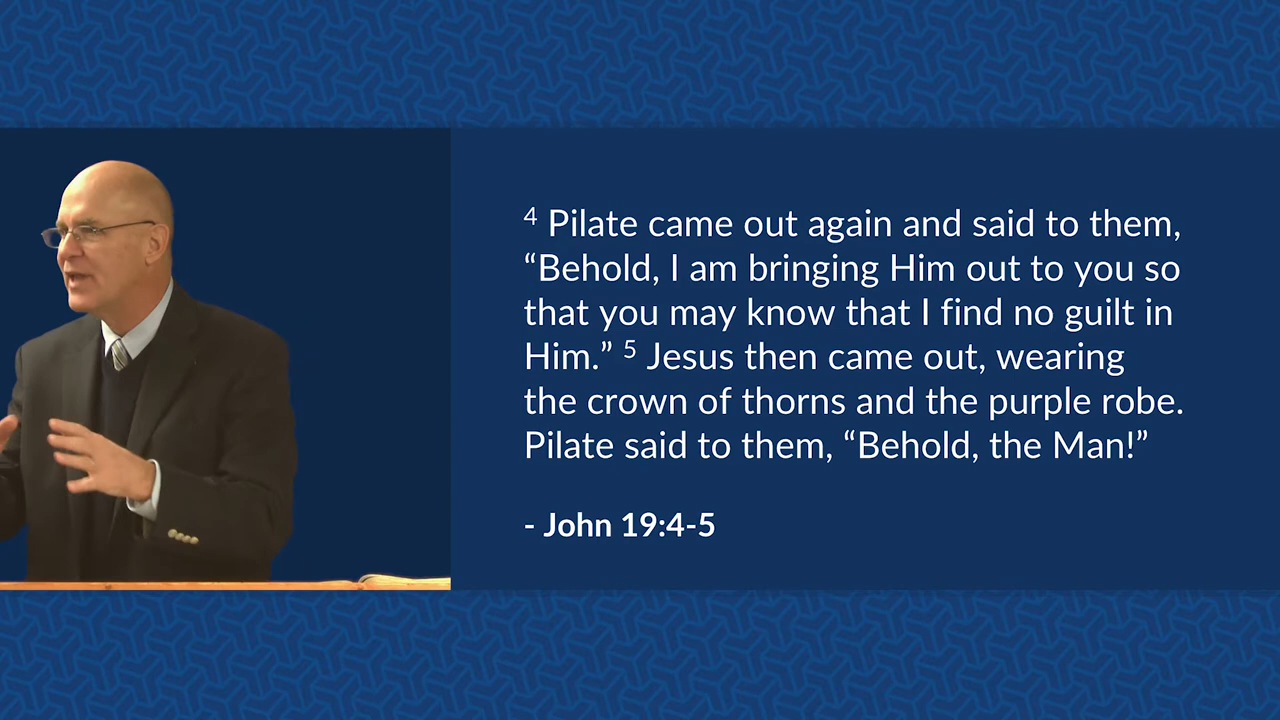 4 Pilate came out again and said to them,
“Behold, I am bringing Him out to you so
that you may know that I find no guilt in
Him.” 5 Jesus then came out, wearing
the crown of thorns and the purple robe.
Pilate said to them, “Behold, the Man!”
- John 19:4-5